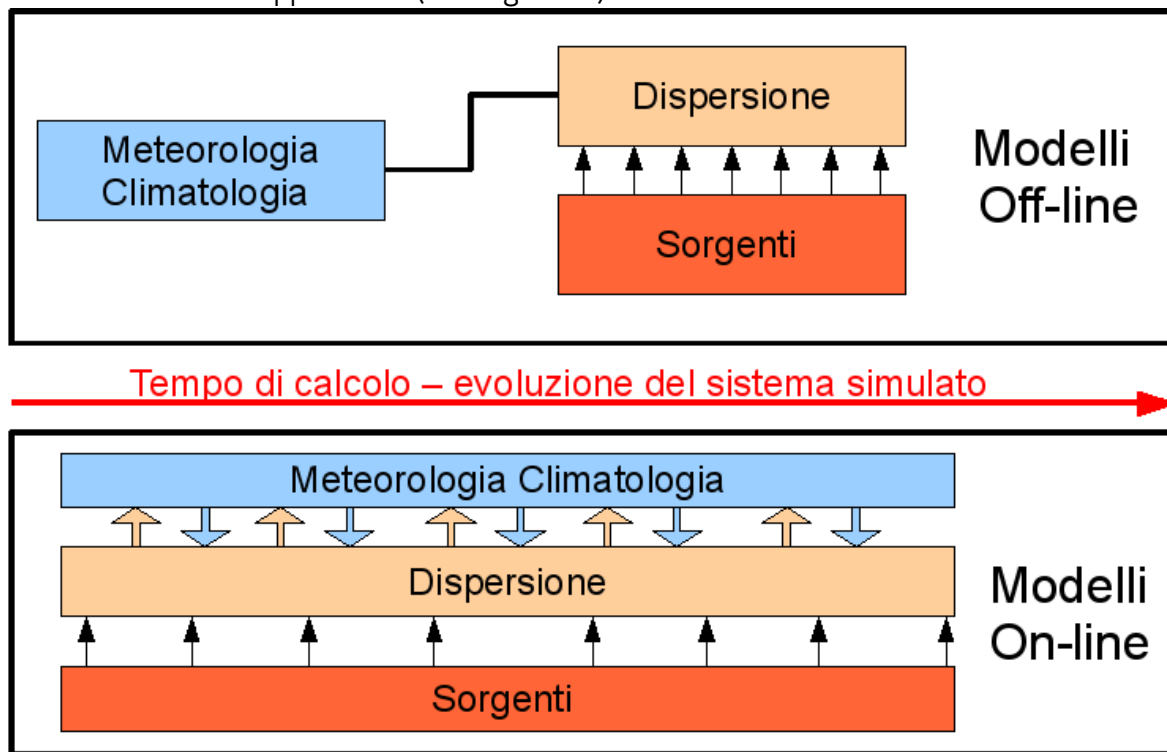 Dispersione
Meteorologia
Climatologia
Modelli
Off-line
Sorgenti
Tempo di calcolo – evoluzione del sistema simulato
Meteorologia Climatologia
Dispersione
Modelli
On-line
Sorgenti